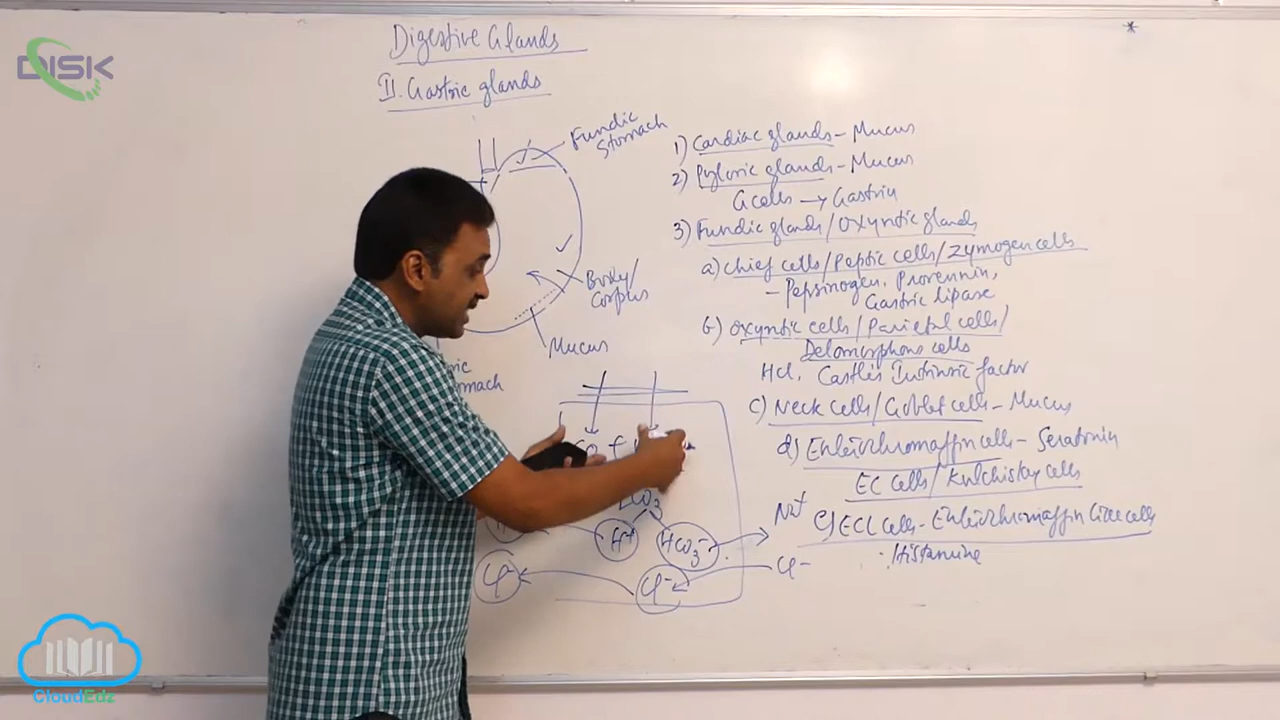 DISK
Digestive Glands
II. Gastric glands
Fundic
Stomach
Body/
Corpus
Mucus
Stomach
1) Cardiac glands - Mucus
2) Pyloric glands - Mucus
G cells → Gastrin
3) Fundic glands / Oxyntic glands
a) Chief cells / Peptic cells / Zymogen cells
- Pepsinogen, Prorennin,
Gastric lipase
b) Oxyntic cells / Parietal cells /
Delomorphous cells
HCl, Castle's Intrinsic factor
c) Neck cells / Goblet cells - Mucus
d) Enterochromaffin cells - Serotonin
EC cells / Kulchisky cells
e) ECL cells - Enterochromaffin like cells
: Histamine
H+
HCO3-
Na+
Cl-
Cl-
Cl-
CloudEdz